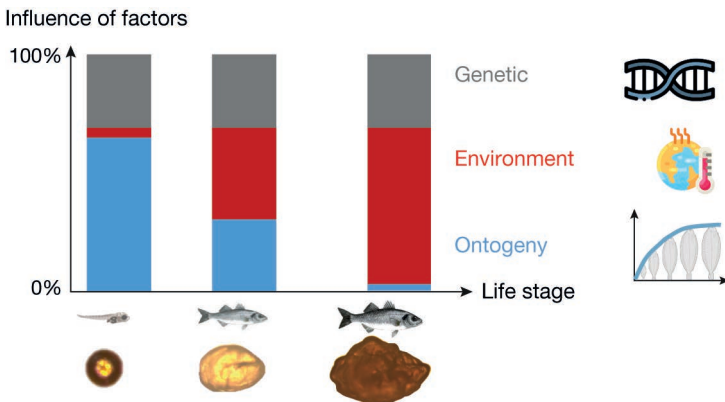 Influence of factors
100%
Genetic
Environment
Ontogeny
0%
Life stage